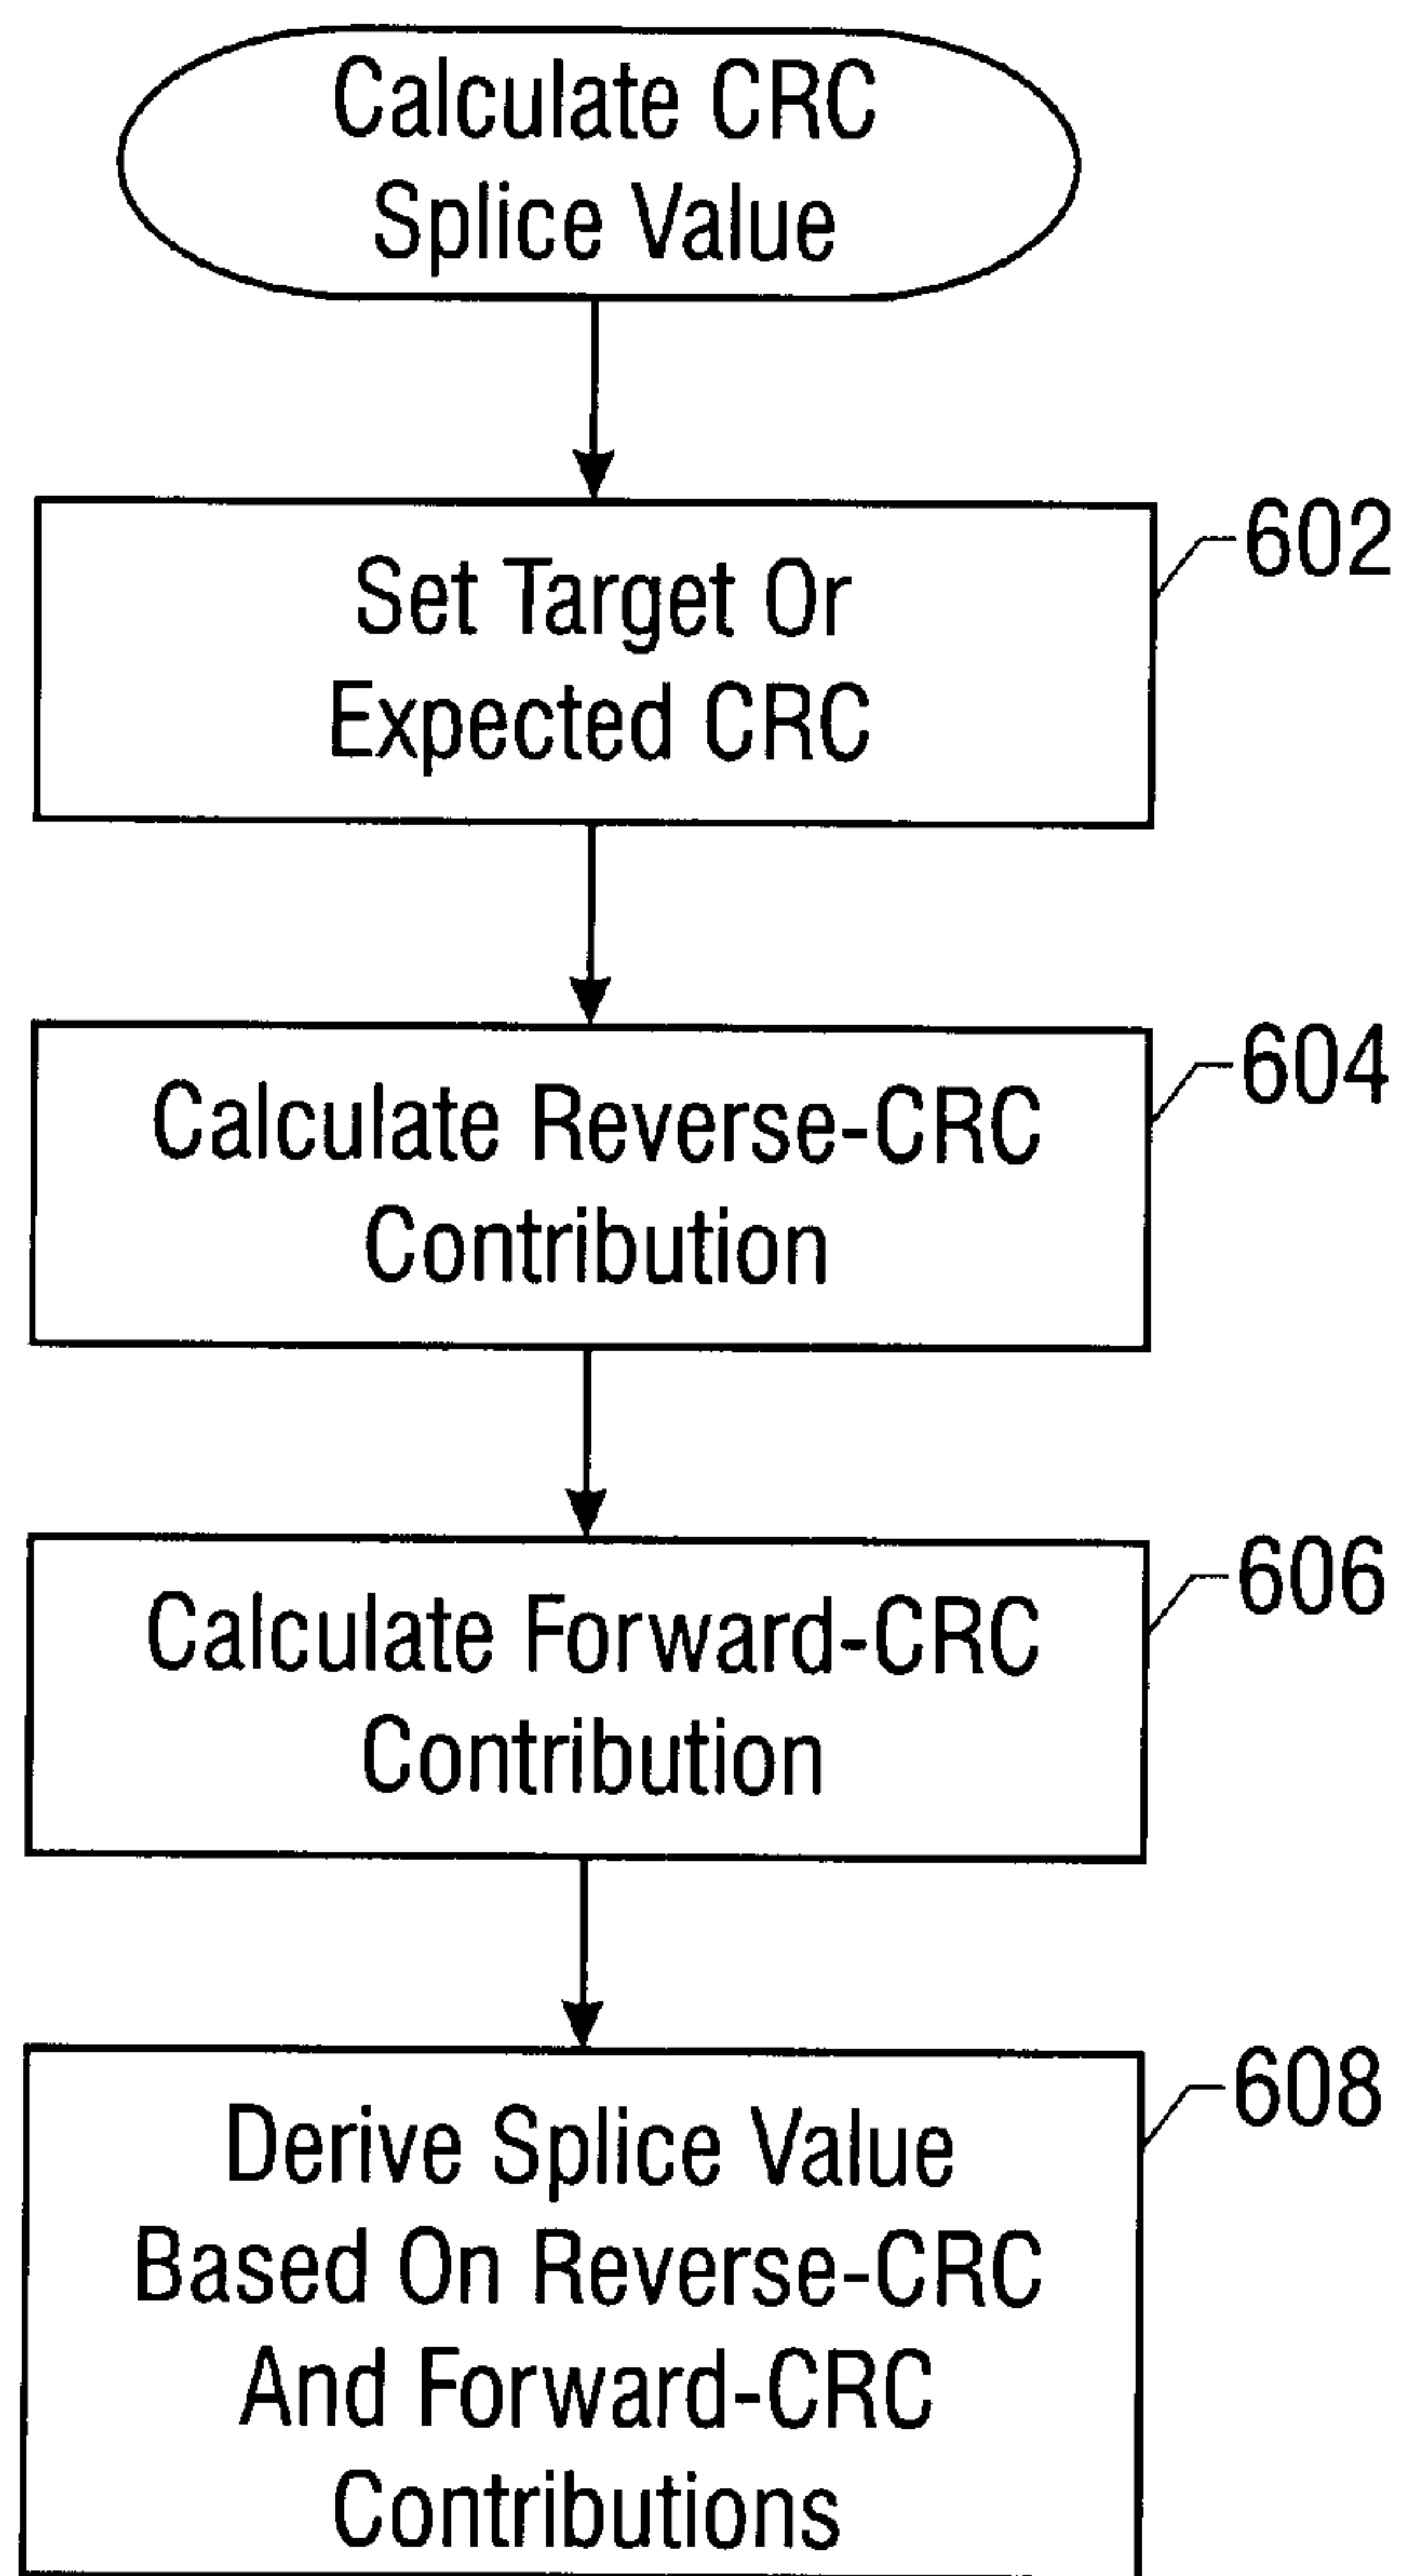 Calculate CRC
Splice Value
602
Set Target Or
Expected CRC
604
Calculate Reverse-CRC
Contribution
606
Calculate Forward-CRC
Contribution
608
Derive Splice Value
Based On Reverse-CRC
And Forward-CRC
Contributions